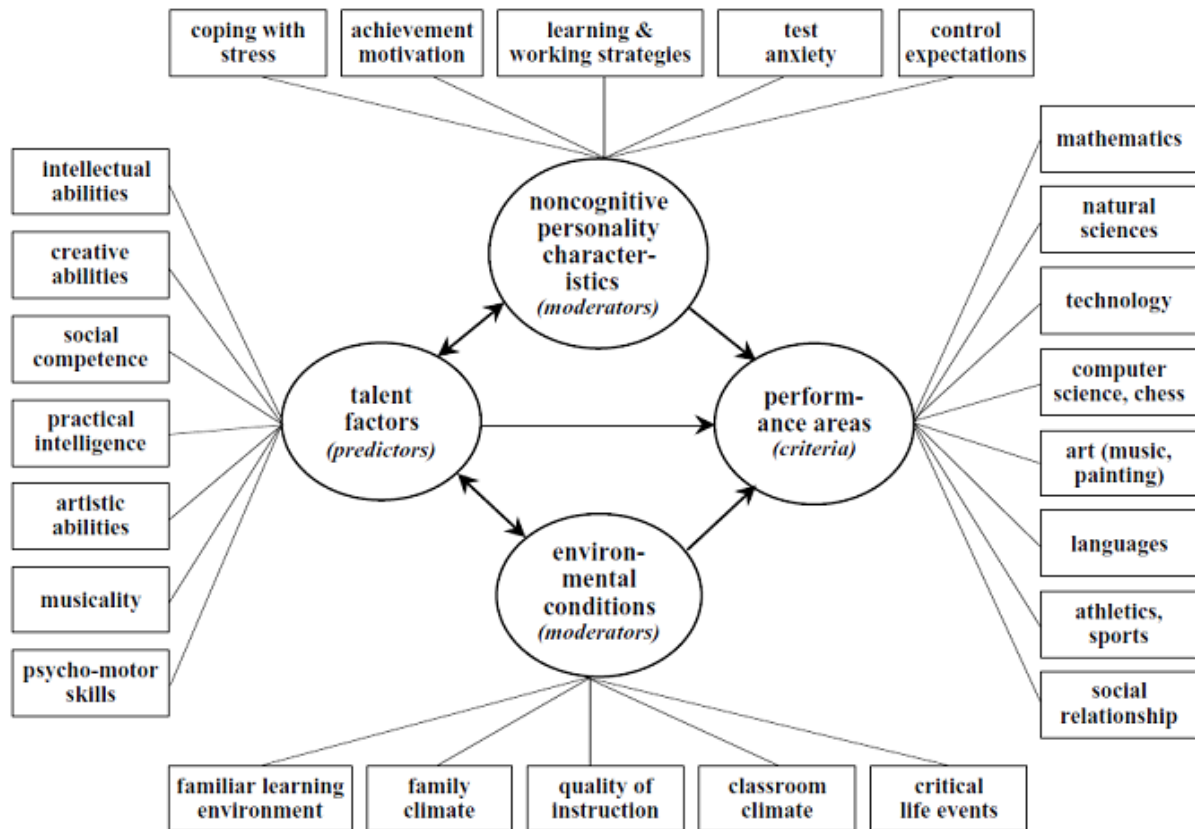 coping with
stress
achievement
motivation
learning &
working strategies
test
anxiety
control
expectations
intellectual
abilities
creative
abilities
social
competence
practical
intelligence
artistic
abilities
musicality
psycho-motor
skills
noncognitive
personality
character-
istics
(moderators)
talent
factors
(predictors)
perform-
ance areas
(criteria)
environ-
mental
conditions
(moderators)
mathematics
natural
sciences
technology
computer
science, chess
art (music,
painting)
languages
athletics,
sports
social
relationship
familiar learning
environment
family
climate
quality of
instruction
classroom
climate
critical
life events